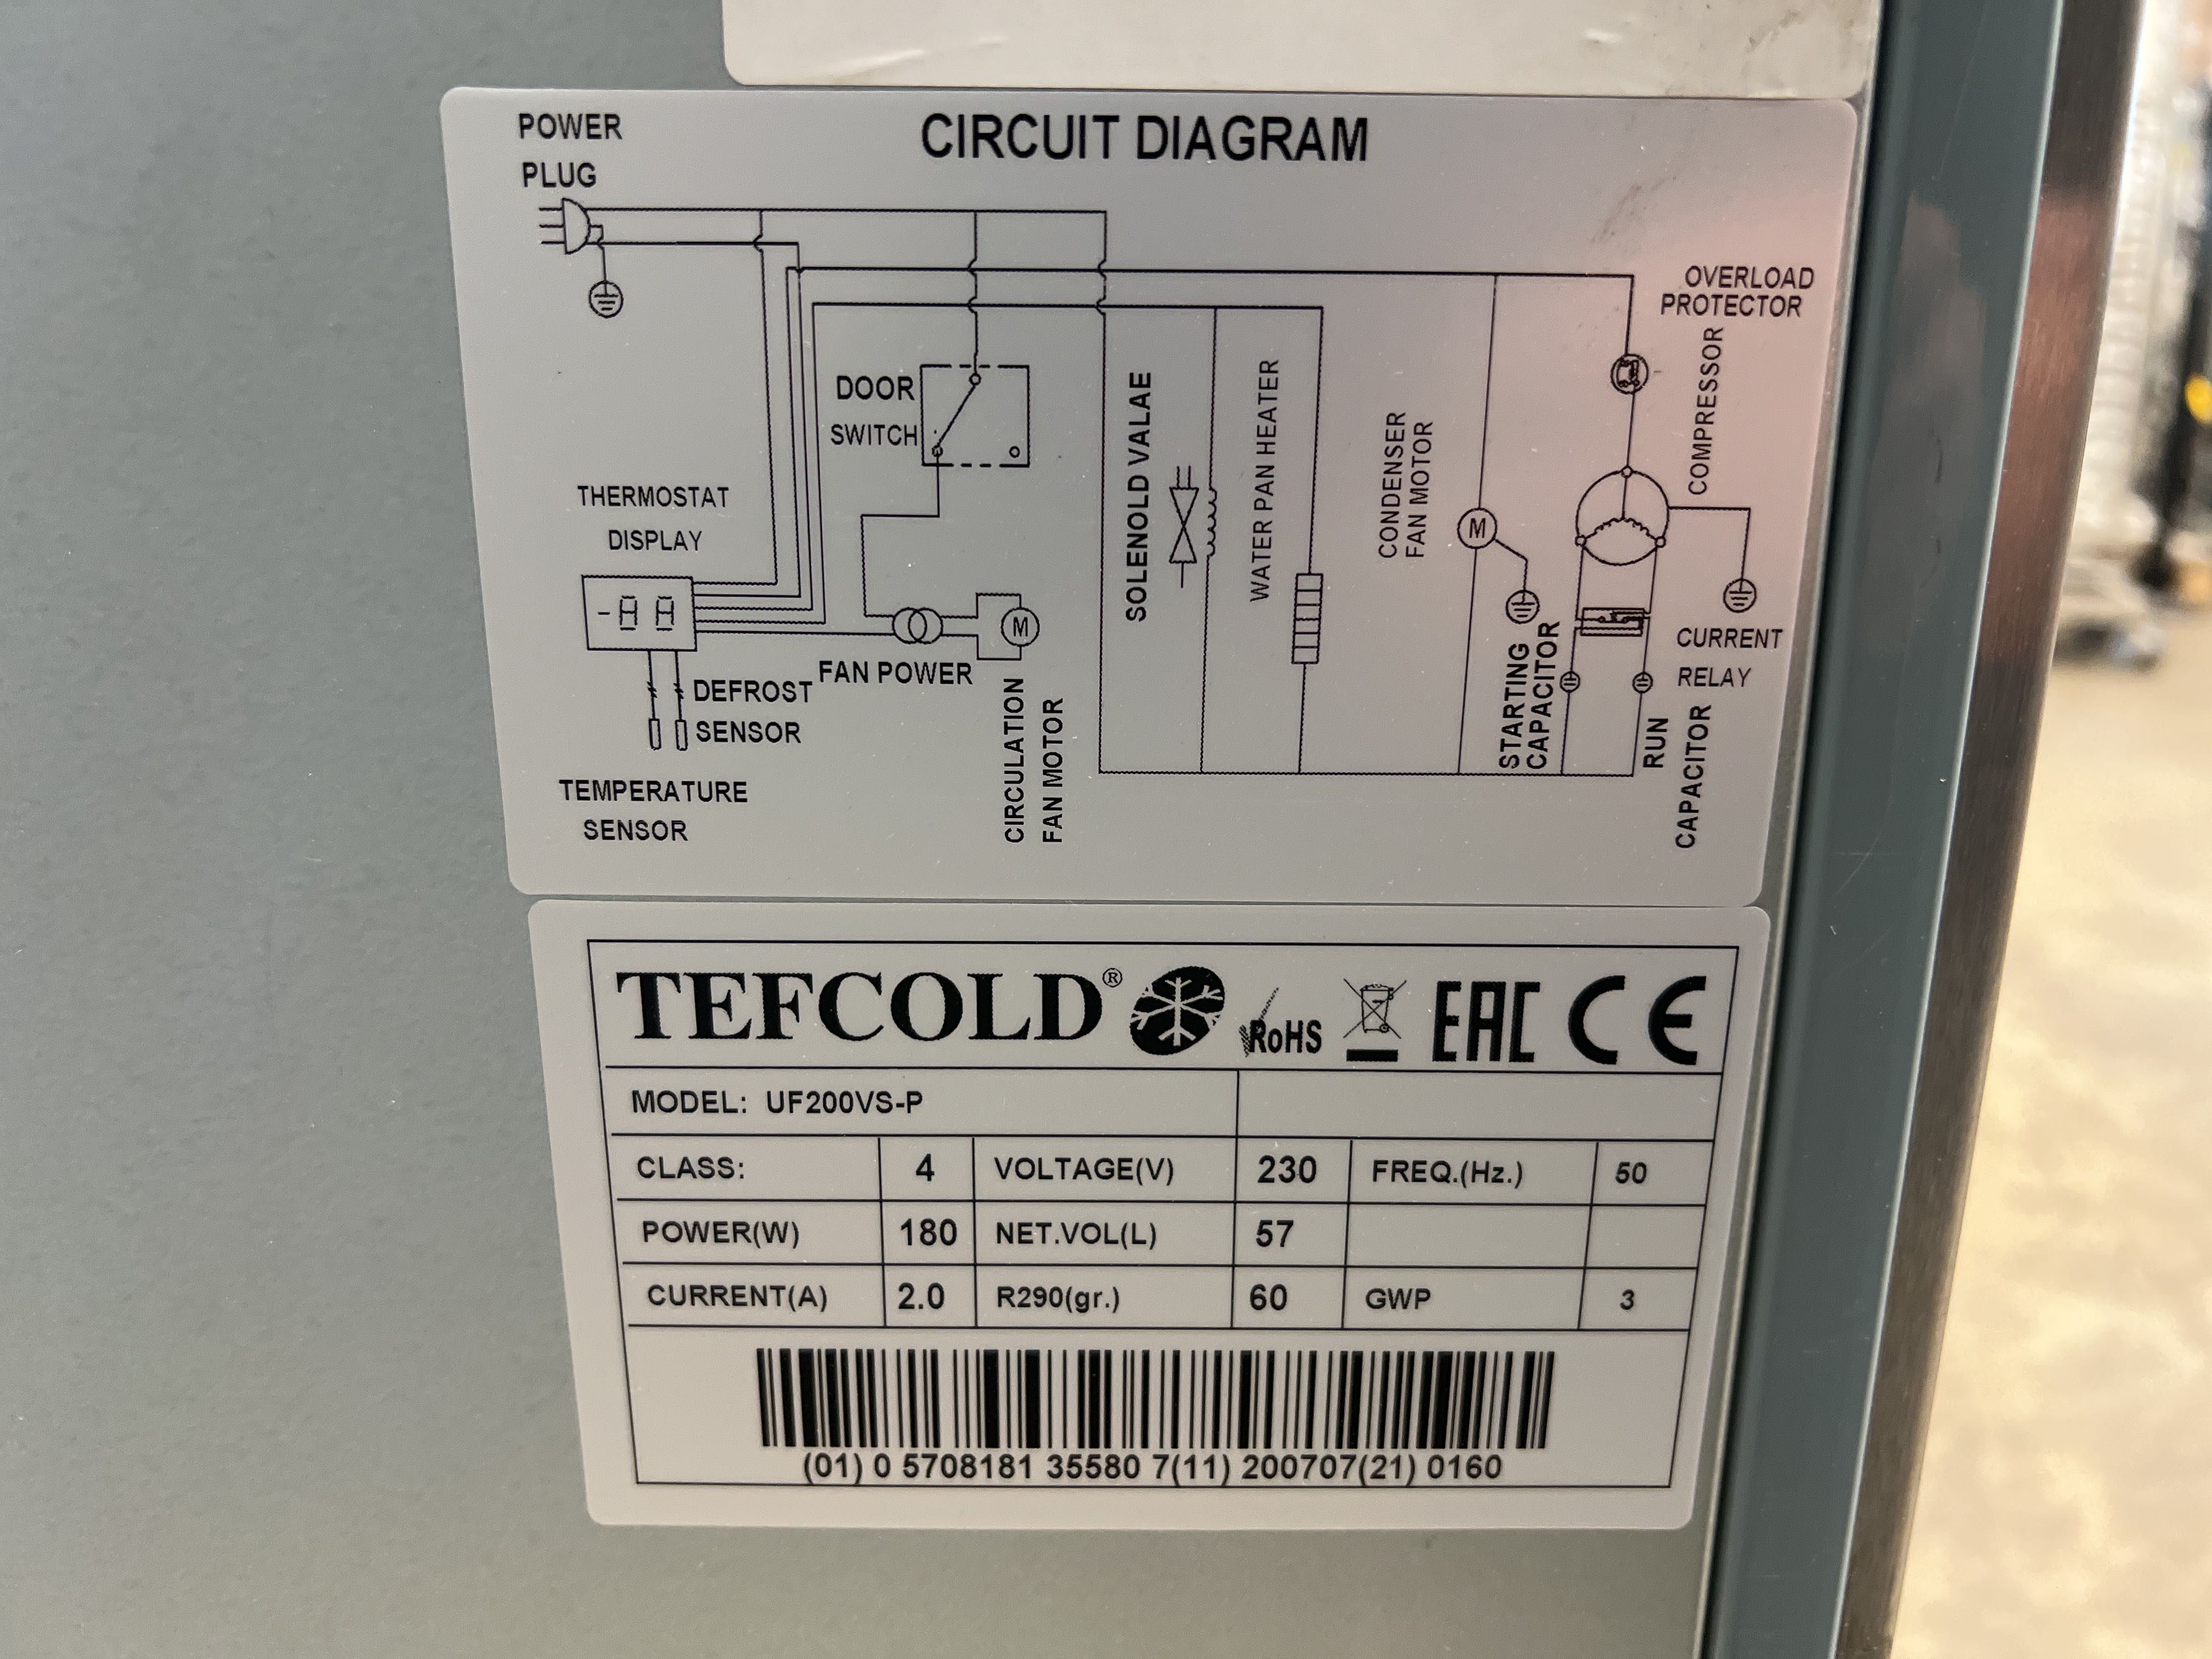 CIRCUIT DIAGRAM
POWER
PLUG
OVERLOAD
PROTECTOR
COMPRESSOR
DOOR
SWITCH
SOLENOLD VALAE
WATER PAN HEATER
CONDENSER
FAN MOTOR
M
THERMOSTAT
DISPLAY
-88
FAN POWER
M
CIRCULATION
FAN MOTOR
DEFROST
SENSOR
TEMPERATURE
SENSOR
STARTING
CAPACITOR
CURRENT
RELAY
RUN
CAPACITOR
TEFCOLD® RoHS EAC CE
MODEL: UF200VS-P
CLASS: 4 VOLTAGE(V) 230 FREQ.(Hz.) 50
POWER(W) 180 NET.VOL(L) 57
CURRENT(A) 2.0 R290(gr.) 60 GWP 3
(01) 0 5708181 35580 7(11) 200707(21) 0160